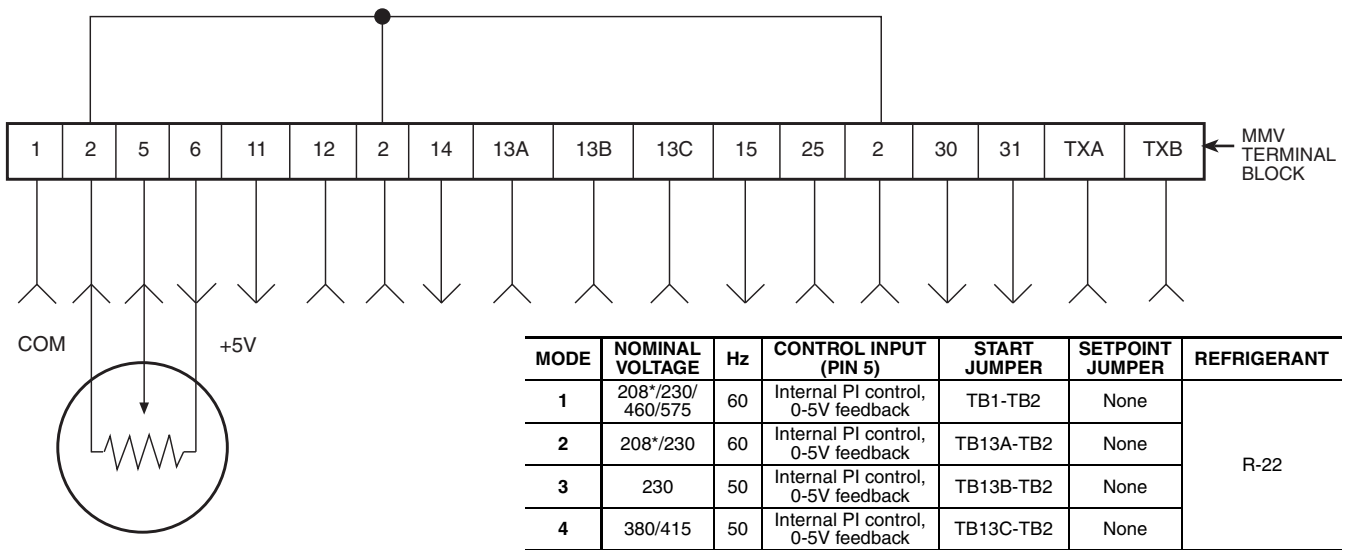 1 2 5 6 11 12 2 14 13A 13B 13C 15 25 2 30 31 TXA TXB
MMV
TERMINAL
BLOCK
COM +5V
MODE NOMINAL VOLTAGE Hz CONTROL INPUT (PIN 5) START JUMPER SETPOINT JUMPER REFRIGERANT
1 208*/230/ 460/575 60 Internal PI control, 0-5V feedback TB1-TB2 None R-22
2 208*/230 60 Internal PI control, 0-5V feedback TB13A-TB2 None
3 230 50 Internal PI control, 0-5V feedback TB13B-TB2 None
4 380/415 50 Internal PI control, 0-5V feedback TB13C-TB2 None